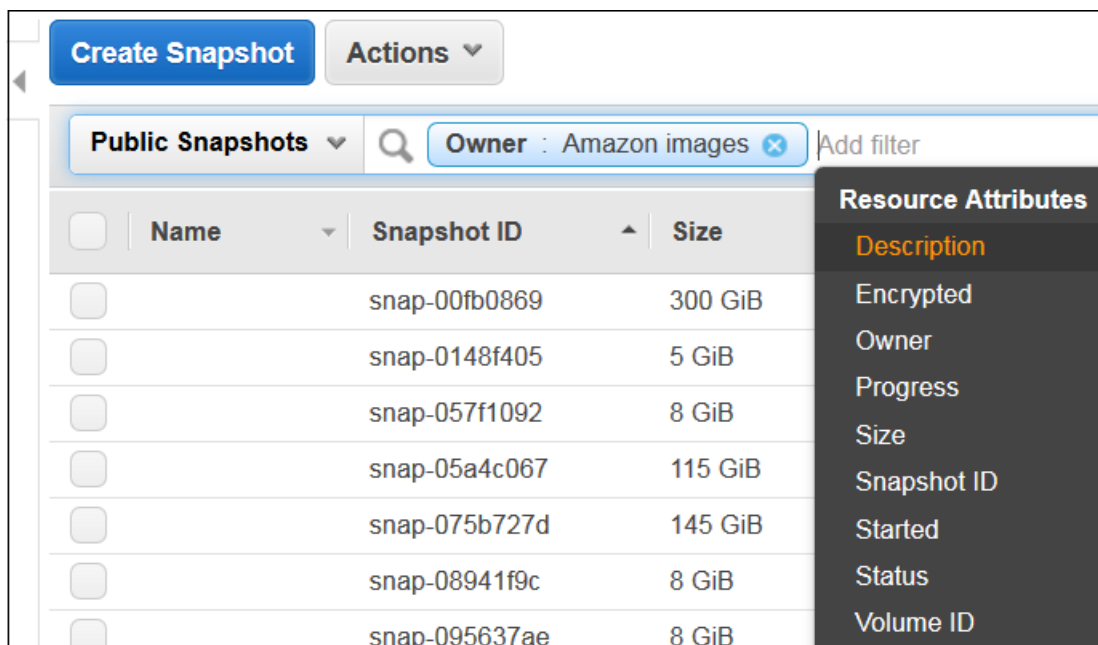 Create Snapshot Actions
Public Snapshots Owner : Amazon images Add filter
Resource Attributes
Name Snapshot ID Size
Description
snap-00fb0869 300 GiB
Encrypted
snap-0148f405 5 GiB
Owner
snap-057f1092 8 GiB
Progress
Size
snap-05a4c067 115 GiB
Snapshot ID
snap-075b727d 145 GiB
Started
snap-08941f9c 8 GiB
Status
snap-095637ae 8 GiB
Volume ID